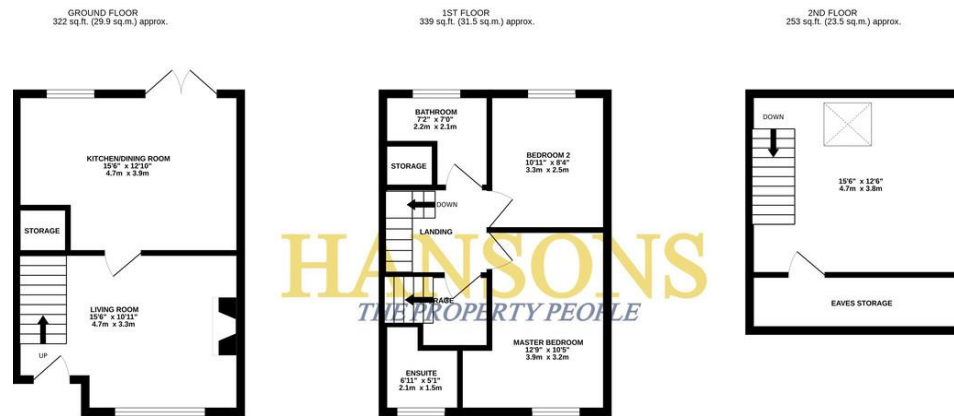 GROUND FLOOR
322 sq.ft. (29.9 sq.m.) approx.
KITCHEN/DINING ROOM
15'6" x 12'10"
4.7m x 3.9m
STORAGE
LIVING ROOM
15'6" x 10'11"
4.7m x 3.3m
UP
1ST FLOOR
339 sq.ft. (31.5 sq.m.) approx.
BATHROOM
7'2" x 7'0"
2.2m x 2.1m
STORAGE
BEDROOM 2
10'11" x 8'4"
3.3m x 2.5m
DOWN
LANDING
MASTER BEDROOM
12'9" x 10'5"
3.9m x 3.2m
ENSUITE
6'11" x 5'1"
2.1m x 1.5m
2ND FLOOR
253 sq.ft. (23.5 sq.m.) approx.
DOWN
15'6" x 12'6"
4.7m x 3.8m
EAVES STORAGE
HANSONS
THE PROPERTY PEOPLE